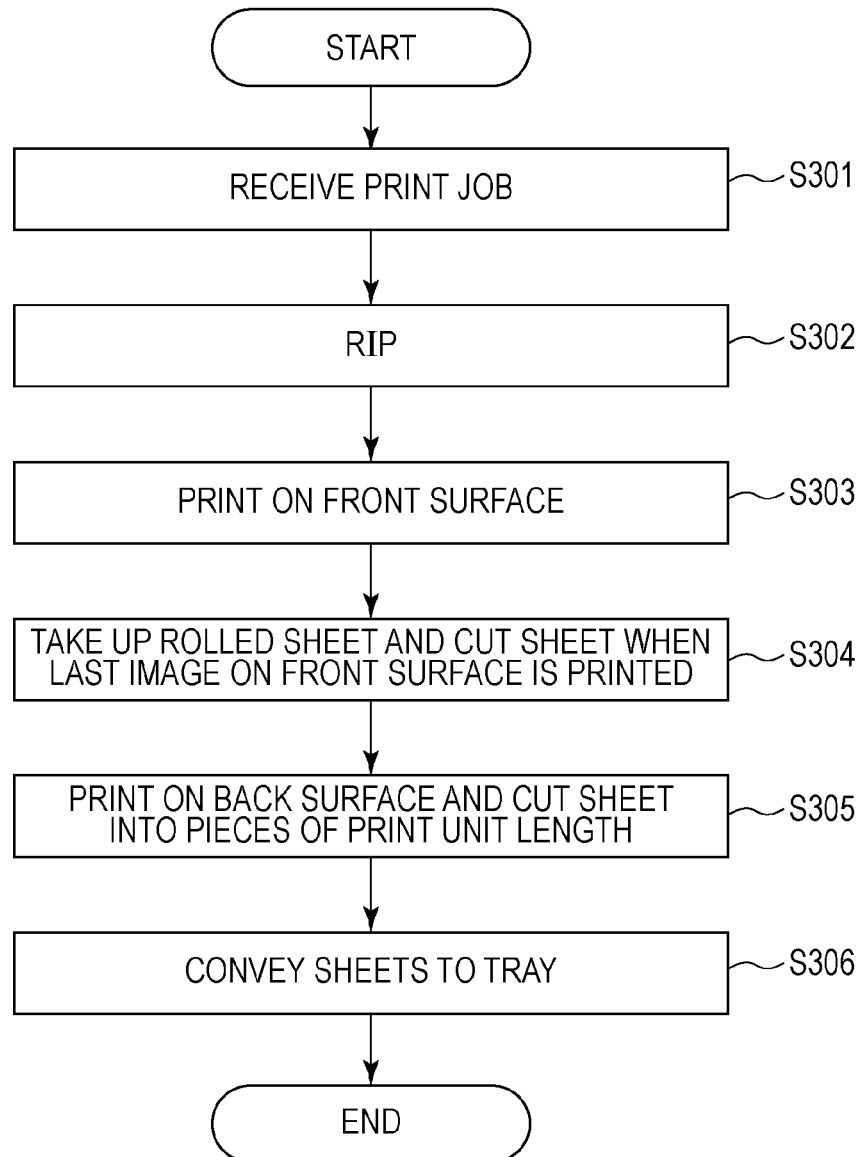 START
RECEIVE PRINT JOB
S301
RIP
S302
PRINT ON FRONT SURFACE
S303
TAKE UP ROLLED SHEET AND CUT SHEET WHEN
LAST IMAGE ON FRONT SURFACE IS PRINTED
S304
PRINT ON BACK SURFACE AND CUT SHEET
INTO PIECES OF PRINT UNIT LENGTH
S305
CONVEY SHEETS TO TRAY
S306
END